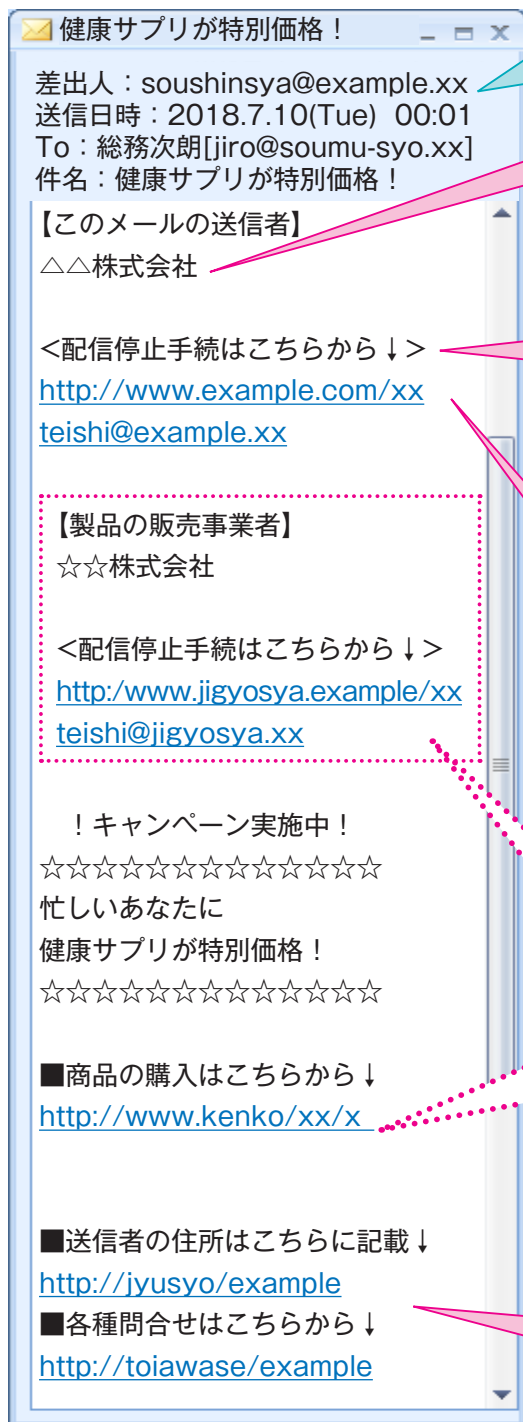 健康サプリが特別価格！
差出人：soushinsya@example.xx
送信日時：2018.7.10(Tue) 00:01
To：総務次朗[jiro@soumu-syo.xx]
件名：健康サプリが特別価格！
【このメールの送信者】
△△株式会社
＜配信停止手続はこちらから↓＞
http://www.example.com/xx
teishi@example.xx
【製品の販売事業者】
☆☆株式会社
＜配信停止手続はこちらから↓＞
http:/www.jigyosya.example/xx
teishi@jigyosya.xx
！キャンペーン実施中！
☆☆☆☆☆☆☆☆☆☆☆☆☆
忙しいあなたに
健康サプリが特別価格！
☆☆☆☆☆☆☆☆☆☆☆☆☆
■商品の購入はこちらから↓
http://www.kenko/xx/x
■送信者の住所はこちらに記載↓
http://jyusyo/example
■各種問合せはこちらから↓
http://toiawase/example